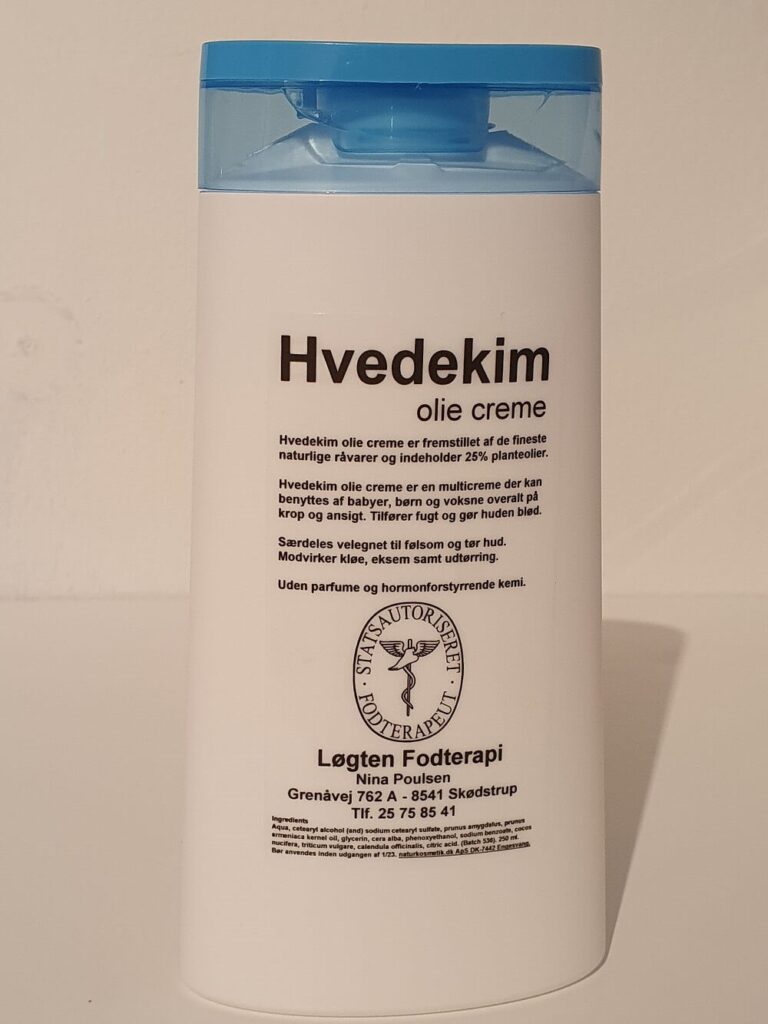 Hvedekim
olie creme
Hvedekim olie creme er fremstillet af de fineste
naturlige råvarer og indeholder 25% planteolier.
Hvedekim olie creme er en multicreme der kan
benyttes af babyer, børn og voksne overalt på
krop og ansigt. Tilfører fugt og gør huden blød.
Særdeles velegnet til følsom og tør hud.
Modvirker kløe, eksem samt udtørring.
Uden parfume og hormonforstyrrende kemi.
· STATSAUTORISERET ·
FODTERAPEUT
Løgten Fodterapi
Nina Poulsen
Grenåvej 762 A - 8541 Skødstrup
Tlf. 25 75 85 41
Ingredients
Aqua, cetearyl alcohol (and) sodium cetearyl sulfate, prunus amygdalus, prunus
armeniaca kernel oil, glycerin, cera alba, phenoxyethanol, sodium benzoate, cocos
nucifera, triticum vulgare, calendula officinalis, citric acid. (Batch 536). 250 ml.
Bør anvendes inden udgangen af 1/23. naturkosmetik.dk ApS DK-7442 Engesvang.